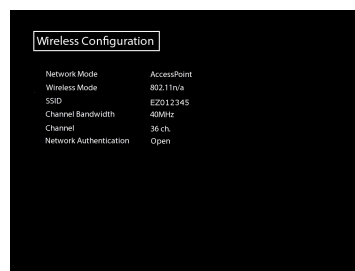 Wireless Configuration
Network Mode AccessPoint
Wireless Mode 802.11n/a
SSID EZ012345
Channel Bandwidth 40MHz
Channel 36 ch.
Network Authentication Open